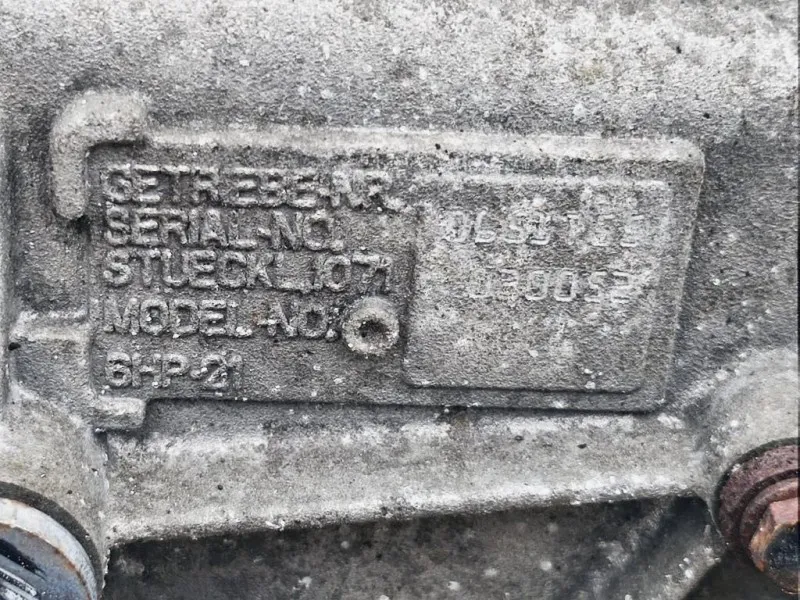 GETRIEBE-NR.
SERIAL-NO.
STUECKL.1071
MODEL-NO.
6HP-21